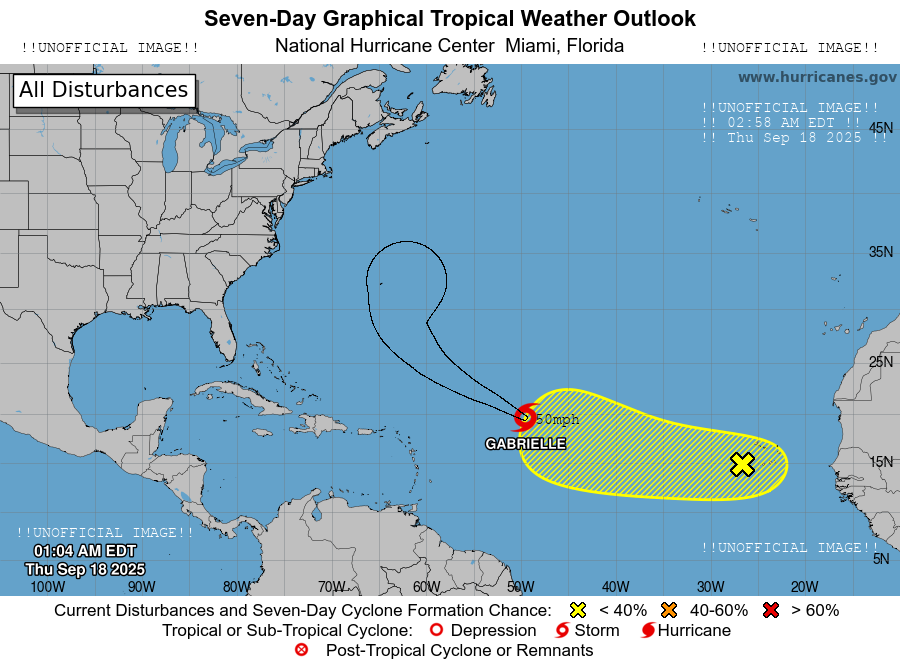 Seven-Day Graphical Tropical Weather Outlook
!!UNOFFICIAL IMAGE!! National Hurricane Center Miami, Florida !!UNOFFICIAL IMAGE!!
All Disturbances
www.hurricanes.gov
!!UNOFFICIAL IMAGE!!
!! 02:58 AM EDT !!
!! Thu Sep 18 2025 !!
45N
35N
25N
50mph
GABRIELLE
15N
!!UNOFFICIAL IMAGE!!
01:04 AM EDT
Thu Sep 18 2025
!!UNOFFICIAL IMAGE!!
5N
100W 90W 80W 70W 60W 50W 40W 30W 20W
Current Disturbances and Seven-Day Cyclone Formation Chance: < 40% 40-60% > 60%
Tropical or Sub-Tropical Cyclone: Depression Storm Hurricane
Post-Tropical Cyclone or Remnants